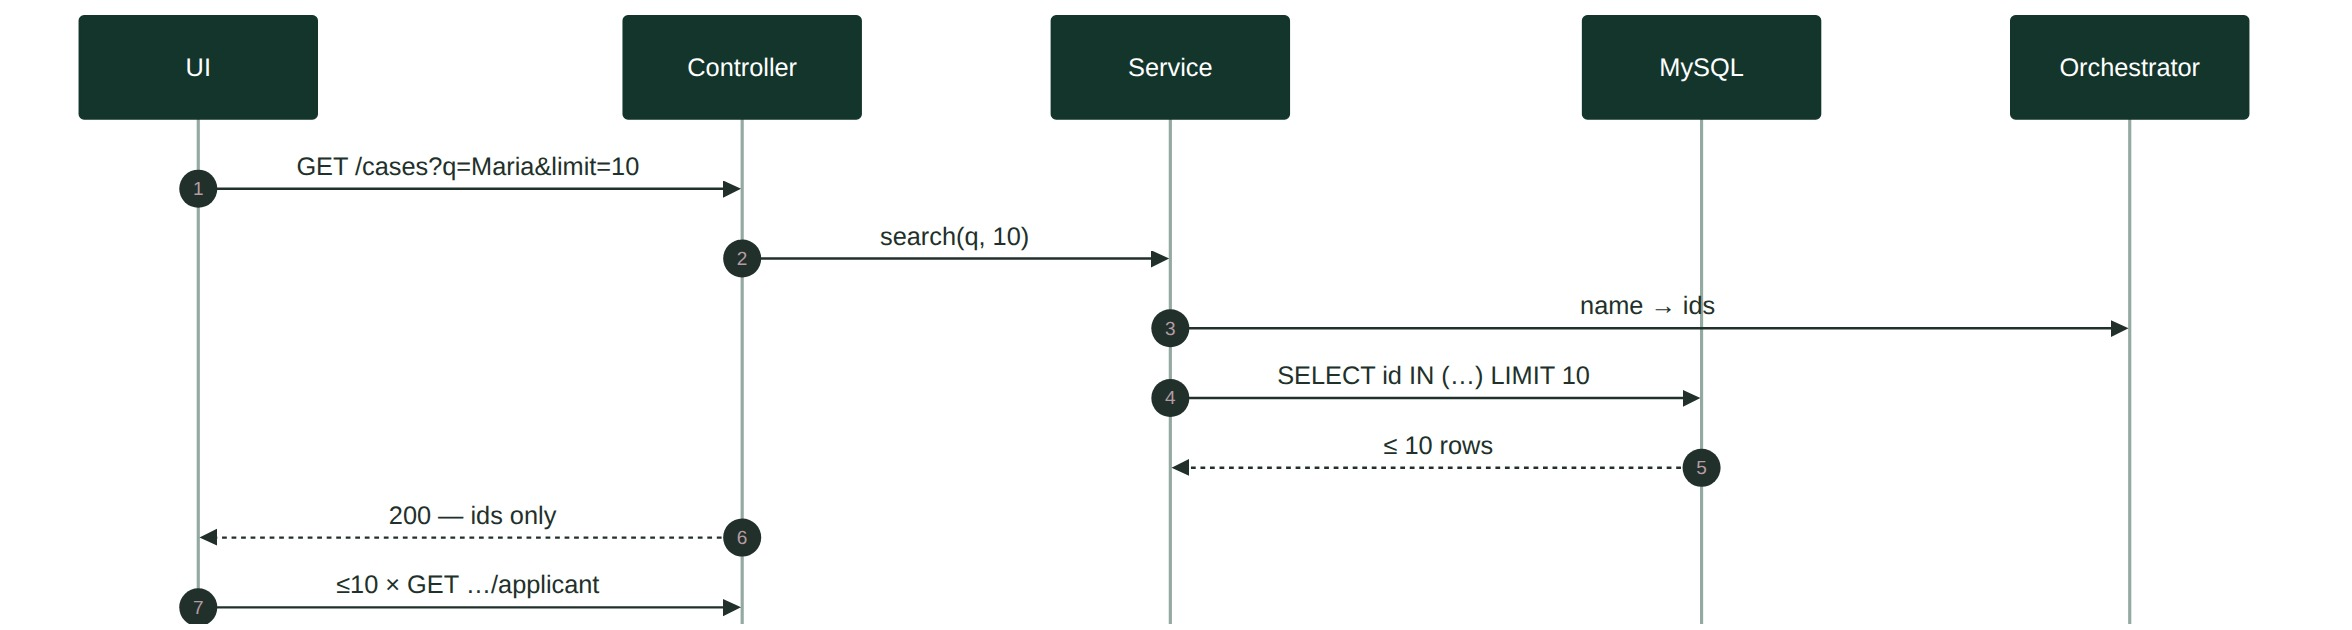 UI
Controller
Service
MySQL
Orchestrator
GET /cases?q=Maria&limit=10
1
search(q, 10)
2
name → ids
3
SELECT id IN (…) LIMIT 10
4
≤ 10 rows
5
200 — ids only
6
≤10 × GET …/applicant
7